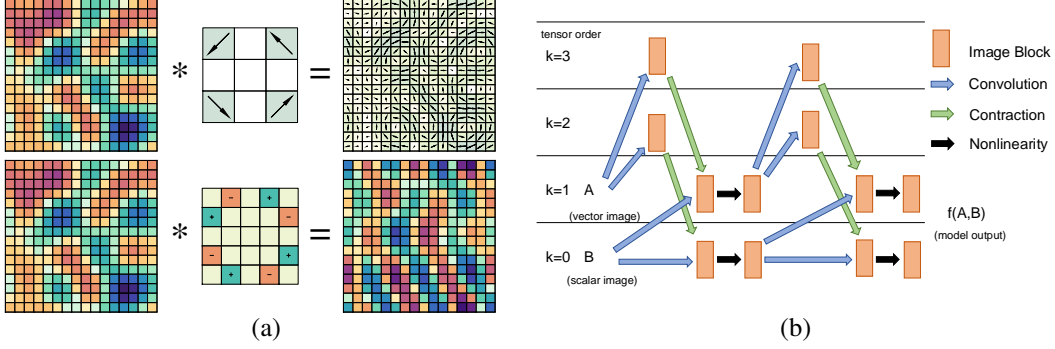 *
=
*
− +
+ −
− +
+ −
=
(a)
tensor order
k=3
k=2
k=1 A
(vector image)
k=0 B
(scalar image)
f(A,B)
(model output)
Image Block
Convolution
Contraction
Nonlinearity
(b)